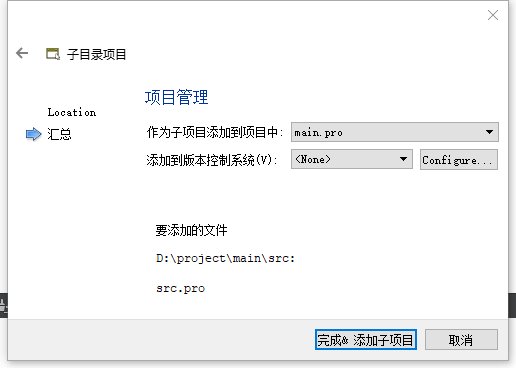 子目录项目
Location
汇总
项目管理
作为子项目添加到项目中:
main.pro
添加到版本控制系统(V):
<None>
Configure...
要添加的文件
D:\project\main\src:
src.pro
完成& 添加子项目
取消